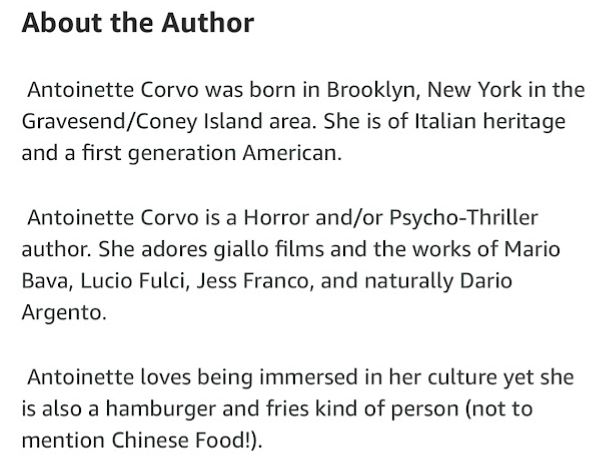 About the Author
Antoinette Corvo was born in Brooklyn, New York in the
Gravesend/Coney Island area. She is of Italian heritage
and a first generation American.
Antoinette Corvo is a Horror and/or Psycho-Thriller
author. She adores giallo films and the works of Mario
Bava, Lucio Fulci, Jess Franco, and naturally Dario
Argento.
Antoinette loves being immersed in her culture yet she
is also a hamburger and fries kind of person (not to
mention Chinese Food!).